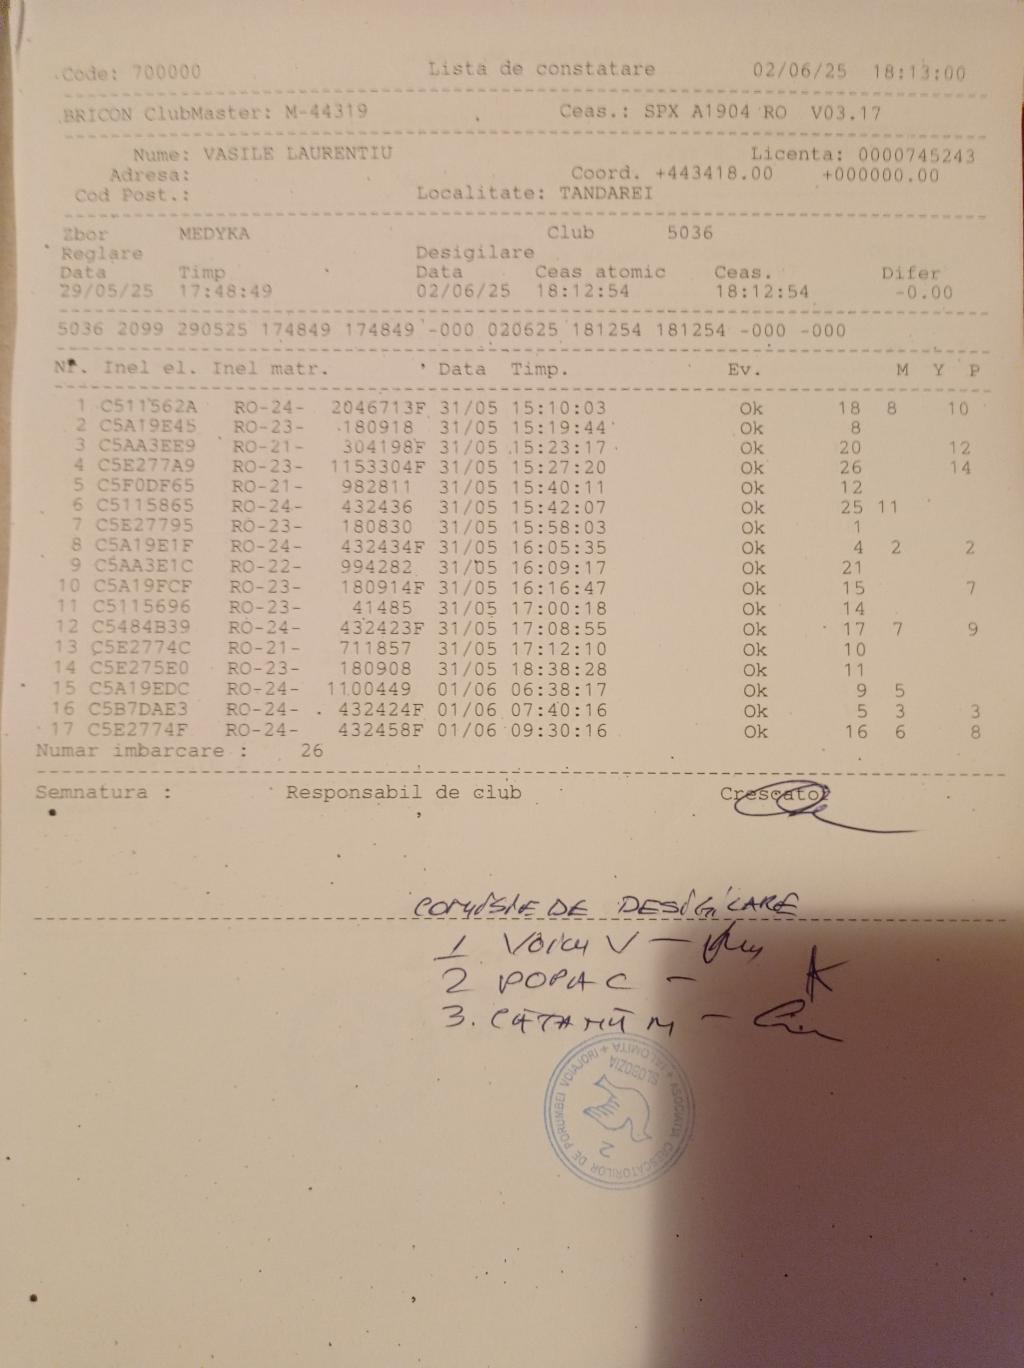 Code: 700000 Lista de constatare 02/06/25 18:13:00
BRICON ClubMaster: M-44319 Ceas.: SPX A1904 RO V03.17
Nume: VASILE LAURENTIU Licenta: 0000745243
Adresa: Coord. +443418.00 +000000.00
Cod Post.: Localitate: TANDAREI
Zbor MEDYKA Club 5036
Reglare Desigilare
Data Timp Data Ceas atomic Ceas. Difer
29/05/25 17:48:49 02/06/25 18:12:54 18:12:54 -0.00
5036 2099 290525 174849 174849 -000 020625 181254 181254 -000 -000
Nr. Inel el. Inel matr. Data Timp. Ev. M Y P
1 C511562A RO-24- 2046713F 31/05 15:10:03 Ok 18 8 10
2 C5A19E45 RO-23- 180918 31/05 15:19:44 Ok 8
3 C5AA3EE9 RO-21- 304198F 31/05 15:23:17 Ok 20 12
4 C5E277A9 RO-23- 1153304F 31/05 15:27:20 Ok 26 14
5 C5F0DF65 RO-21- 982811 31/05 15:40:11 Ok 12
6 C5115865 RO-24- 432436 31/05 15:42:07 Ok 25 11
7 C5E27795 RO-23- 180830 31/05 15:58:03 Ok 1
8 C5A19E1F RO-24- 432434F 31/05 16:05:35 Ok 4 2 2
9 C5AA3E1C RO-22- 994282 31/05 16:09:17 Ok 21
10 C5A19FCF RO-23- 180914F 31/05 16:16:47 Ok 15 7
11 C5115696 RO-23- 41485 31/05 17:00:18 Ok 14
12 C5484B39 RO-24- 432423F 31/05 17:08:55 Ok 17 7 9
13 C5E2774C RO-21- 711857 31/05 17:12:10 Ok 10
14 C5E275E0 RO-23- 180908 31/05 18:38:28 Ok 11
15 C5A19EDC RO-24- 1100449 01/06 06:38:17 Ok 9 5
16 C5B7DAE3 RO-24- 432424F 01/06 07:40:16 Ok 5 3 3
17 C5E2774F RO-24- 432458F 01/06 09:30:16 Ok 16 6 8
Numar imbarcare : 26
Semnatura : Responsabil de club Crescator
COMISIE DE DESIGILARE
1 VOICU V —
2 POPA C —
3. CATANĂ M —
ASOCIATIA CRESCATORILOR DE PORUMBEI VOIAJORI + IALOMITA +
SLOBOZIA
2